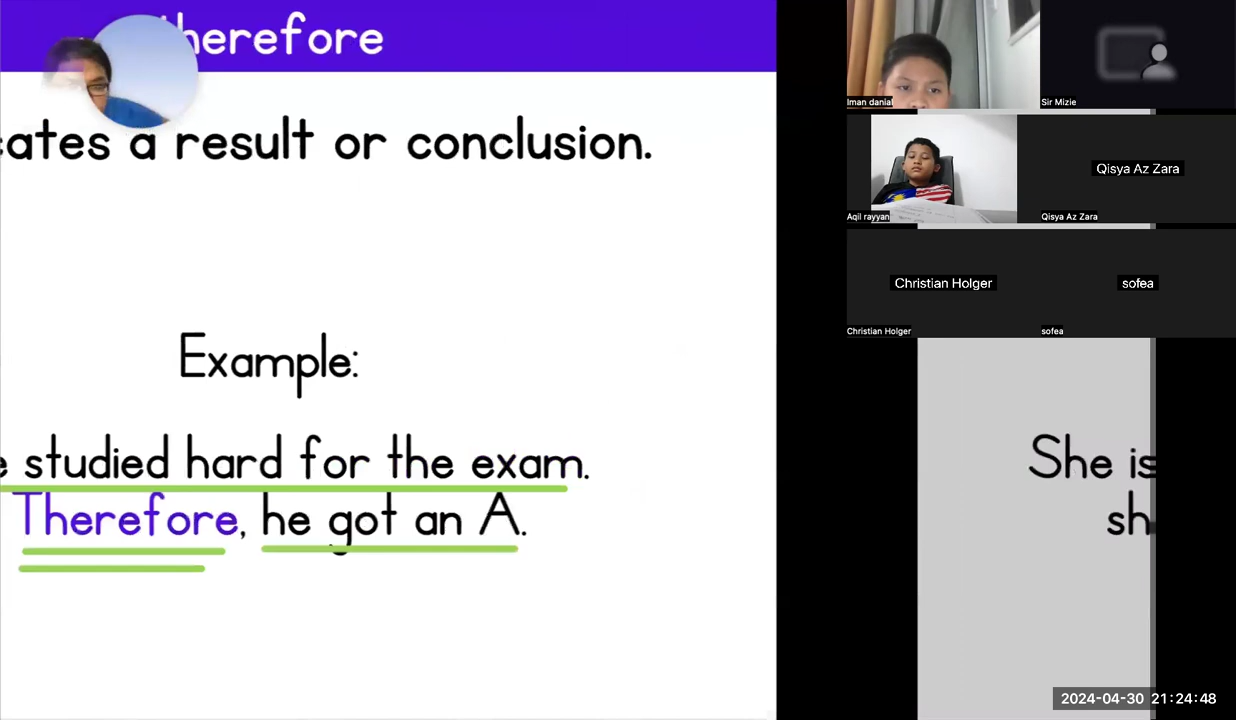 therefore
cates a result or conclusion.
Example:
e studied hard for the exam.
Therefore, he got an A.
Iman danial
Sir Mizie
Aqil rayyan
Qisya Az Zara
Qisya Az Zara
Christian Holger
Christian Holger
sofea
sofea
She is
sh
2024-04-30 21:24:48